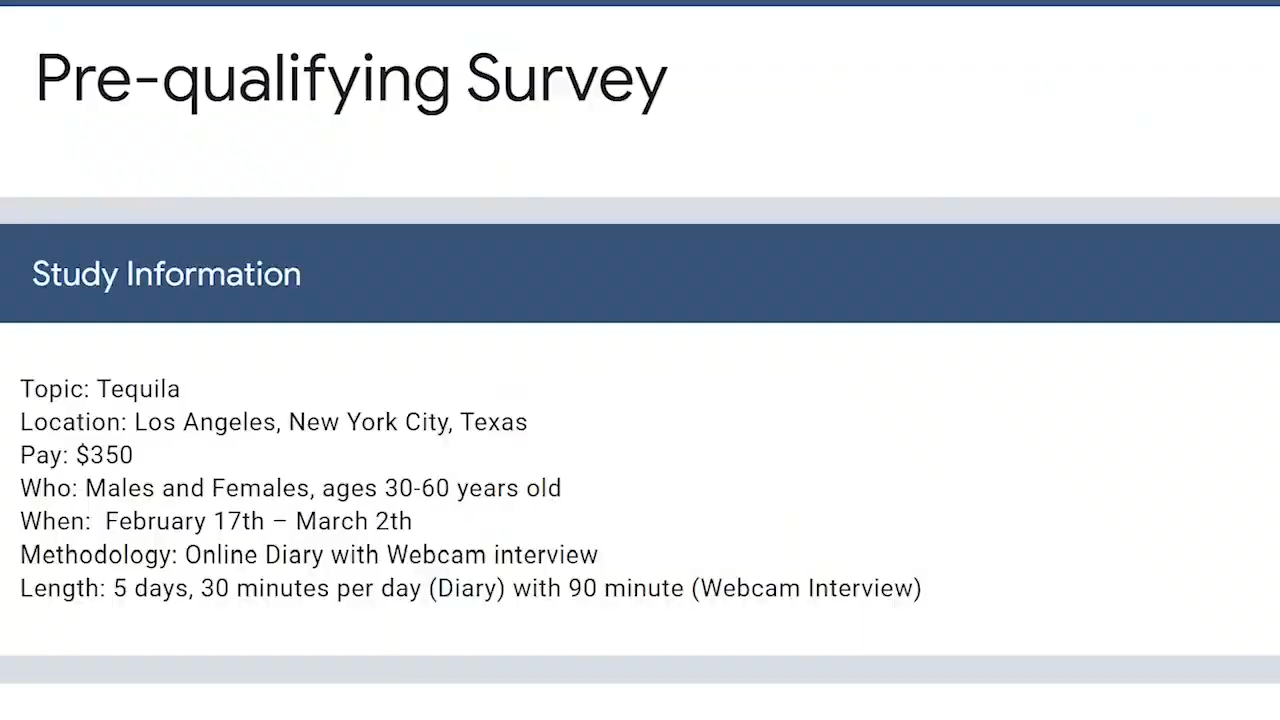 Pre-qualifying Survey
Study Information
Topic: Tequila
Location: Los Angeles, New York City, Texas
Pay: $350
Who: Males and Females, ages 30-60 years old
When:  February 17th – March 2th
Methodology: Online Diary with Webcam interview
Length: 5 days, 30 minutes per day (Diary) with 90 minute (Webcam Interview)